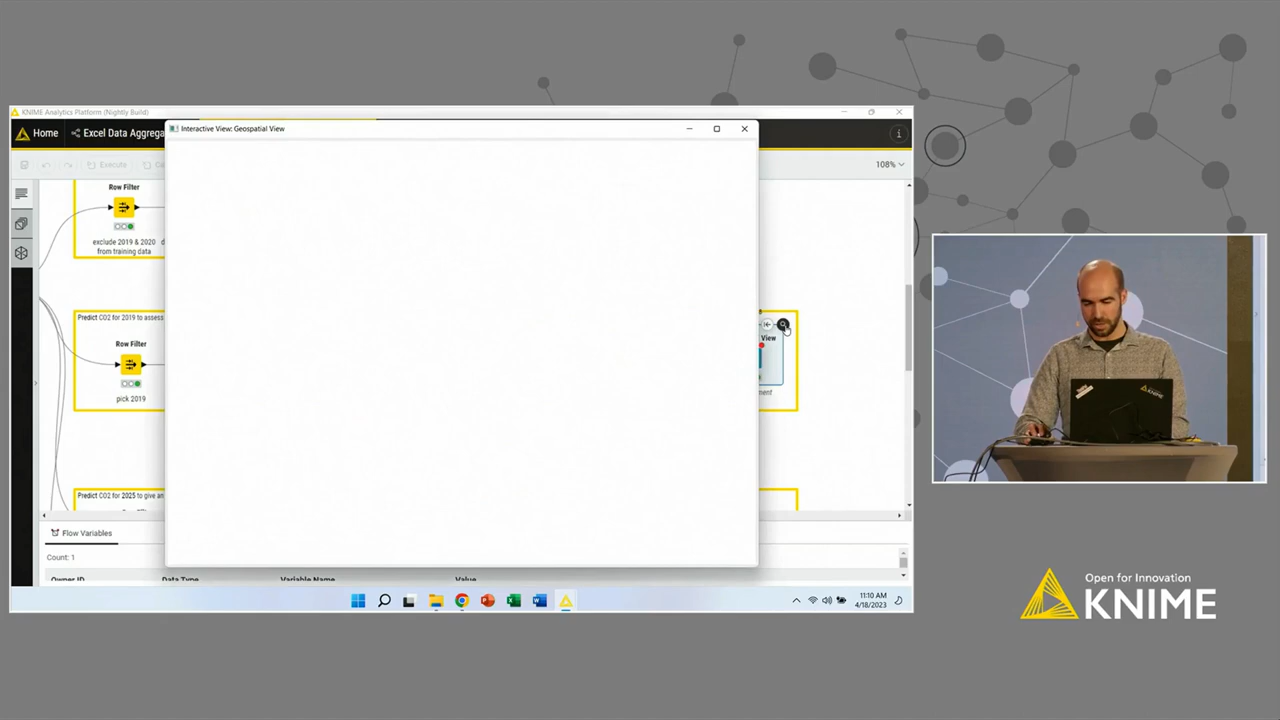 KNIME Analytics Platform (Nightly Build)
Home
Excel Data Aggrega
Interactive View: Geospatial View
Execute
108%
Row Filter
exclude 2019 & 2020
from training data
Predict CO2 for 2019 to assess
Row Filter
pick 2019
View
ment
Predict CO2 for 2025 to give an
Flow Variables
Count: 1
Owner ID
Data Type
Variable Name
Value
11:10 AM
4/18/2023
KNIME
Open for Innovation
KNIME